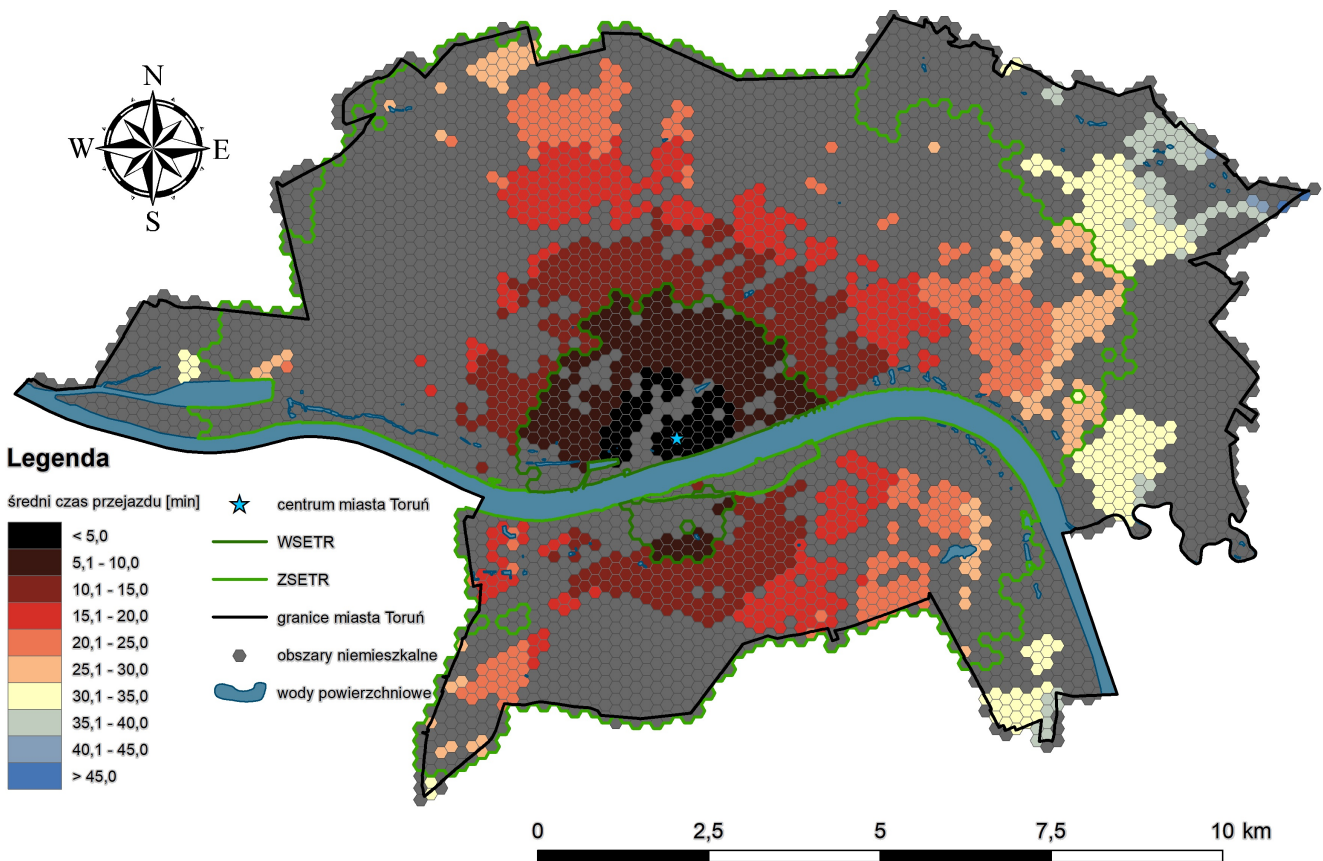 N
W E
S
Legenda
średni czas przejazdu [min]
< 5,0
5,1 - 10,0
10,1 - 15,0
15,1 - 20,0
20,1 - 25,0
25,1 - 30,0
30,1 - 35,0
35,1 - 40,0
40,1 - 45,0
> 45,0
centrum miasta Toruń
WSETR
ZSETR
granice miasta Toruń
obszary niemieszkalne
wody powierzchniowe
0 2,5 5 7,5 10 km